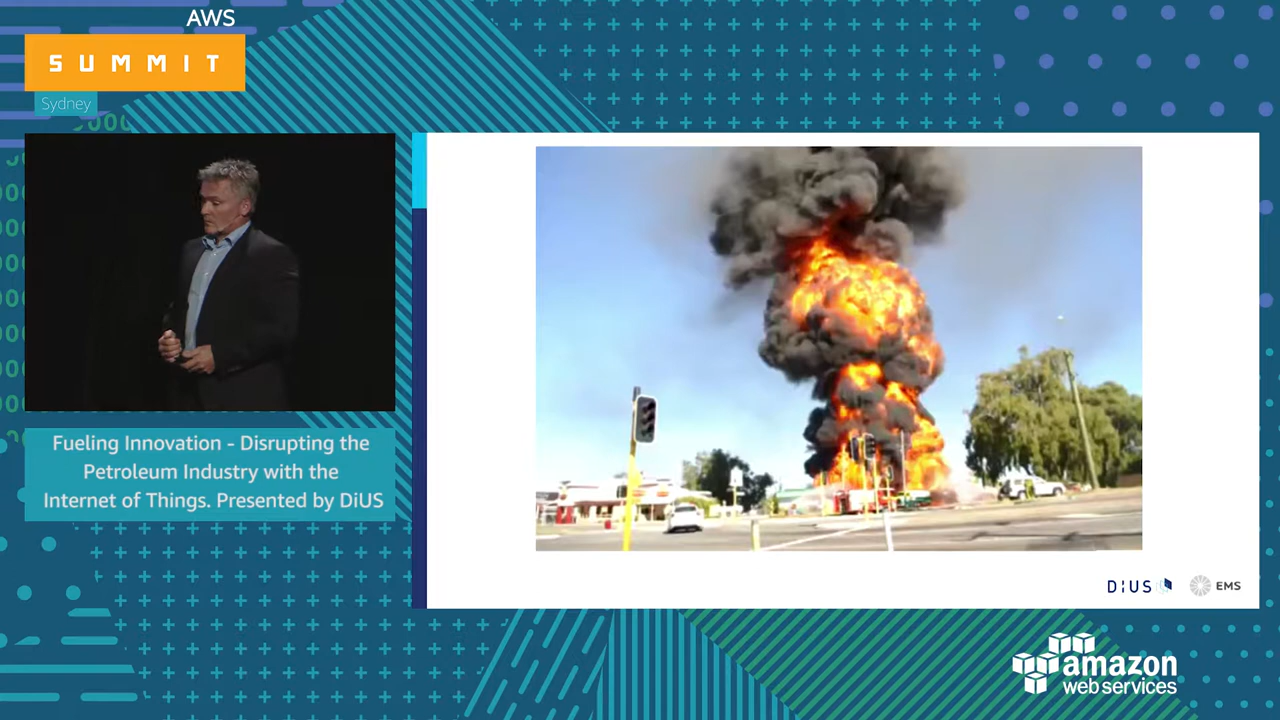 AWS
SUMMIT
Sydney
Fueling Innovation - Disrupting the
Petroleum Industry with the
Internet of Things. Presented by DiUS
DiUS
EMS
amazon
web services